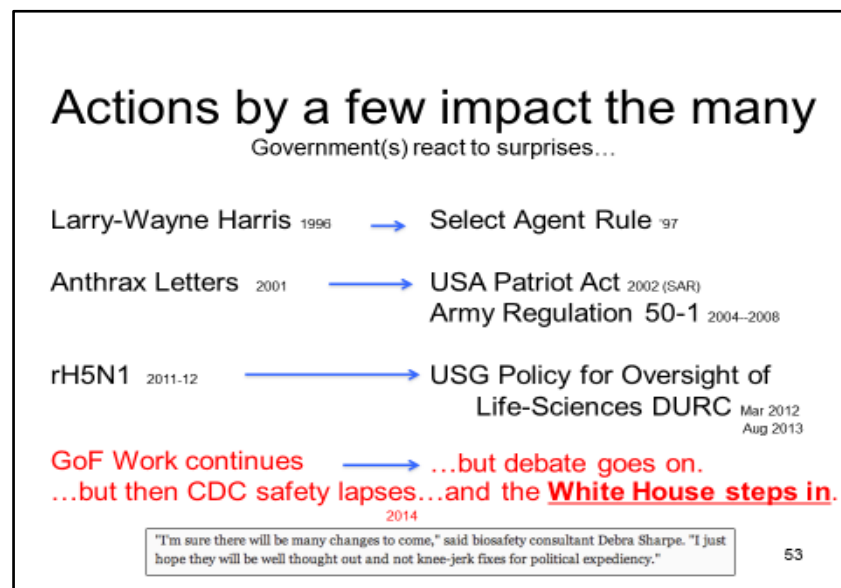 Actions by a few impact the many
Government(s) react to surprises…
Larry-Wayne Harris 1996 Select Agent Rule '97
Anthrax Letters 2001 USA Patriot Act 2002 (SAR)
Army Regulation 50-1 2004--2008
rH5N1 2011-12 USG Policy for Oversight of
Life-Sciences DURC Mar 2012
Aug 2013
GoF Work continues …but debate goes on.
…but then CDC safety lapses…and the White House steps in.
2014
"I'm sure there will be many changes to come," said biosafety consultant Debra Sharpe. "I just
hope they will be well thought out and not knee-jerk fixes for political expediency."
53